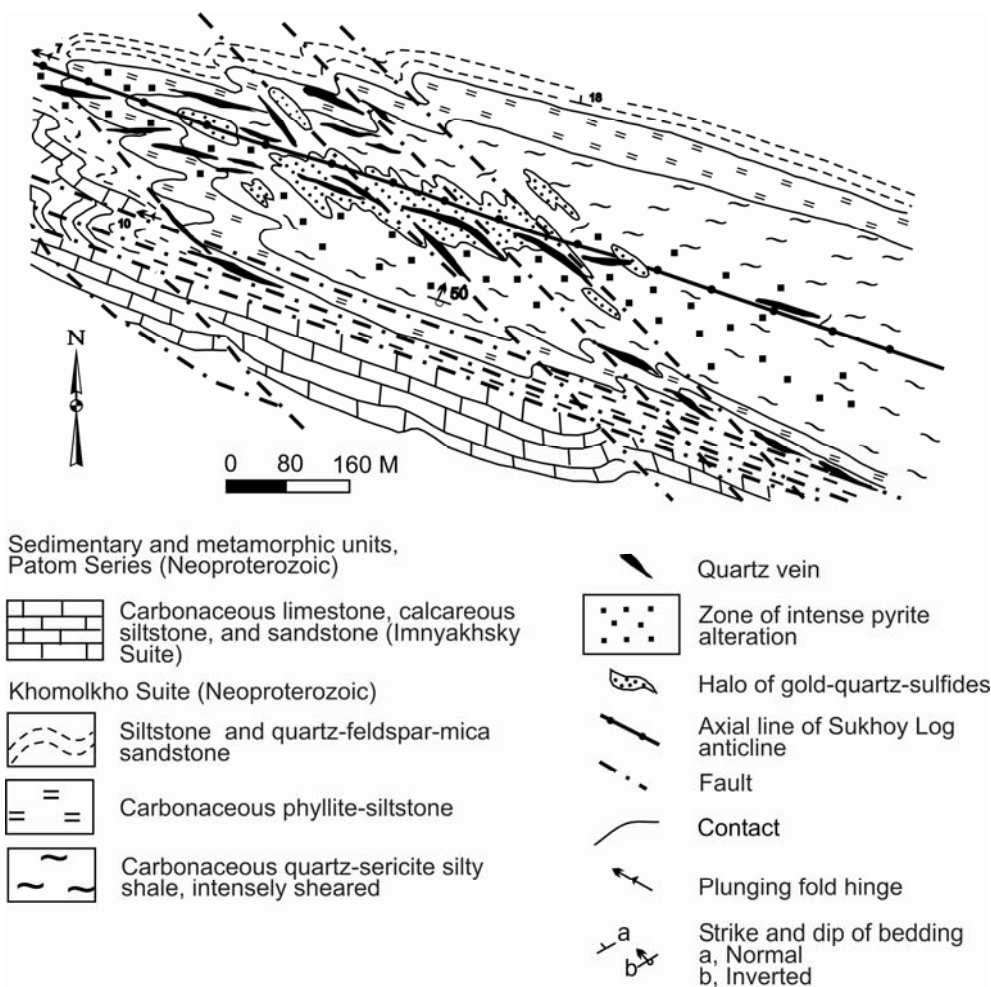 7
18
10
50
N
0 80 160 M
Sedimentary and metamorphic units,
Patom Series (Neoproterozoic)
Carbonaceous limestone, calcareous
siltstone, and sandstone (Imnyakhsky
Suite)
Khomolkho Suite (Neoproterozoic)
Siltstone and quartz-feldspar-mica
sandstone
Carbonaceous phyllite-siltstone
Carbonaceous quartz-sericite silty
shale, intensely sheared
Quartz vein
Zone of intense pyrite
alteration
Halo of gold-quartz-sulfides
Axial line of Sukhoy Log
anticline
Fault
Contact
Plunging fold hinge
a
b
Strike and dip of bedding
a, Normal
b, Inverted